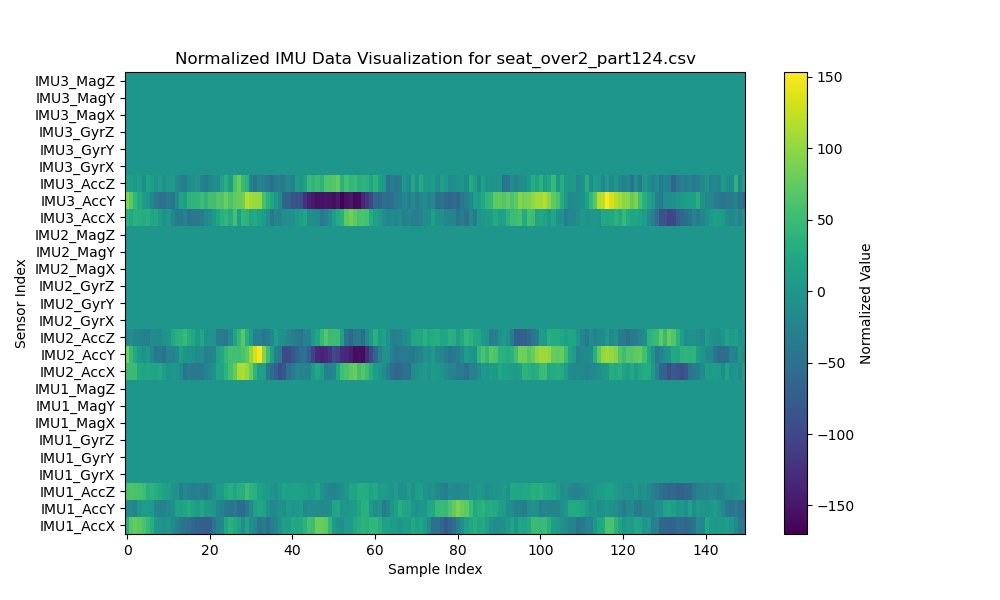 Normalized IMU Data Visualization for seat_over2_part124.csv
IMU3_MagZ
IMU3_MagY
IMU3_MagX
IMU3_GyrZ
IMU3_GyrY
IMU3_GyrX
IMU3_AccZ
IMU3_AccY
IMU3_AccX
IMU2_MagZ
IMU2_MagY
IMU2_MagX
IMU2_GyrZ
IMU2_GyrY
IMU2_GyrX
IMU2_AccZ
IMU2_AccY
IMU2_AccX
IMU1_MagZ
IMU1_MagY
IMU1_MagX
IMU1_GyrZ
IMU1_GyrY
IMU1_GyrX
IMU1_AccZ
IMU1_AccY
IMU1_AccX
Sensor Index
0 20 40 60 80 100 120 140
Sample Index
150
100
50
0
−50
−100
−150
Normalized Value